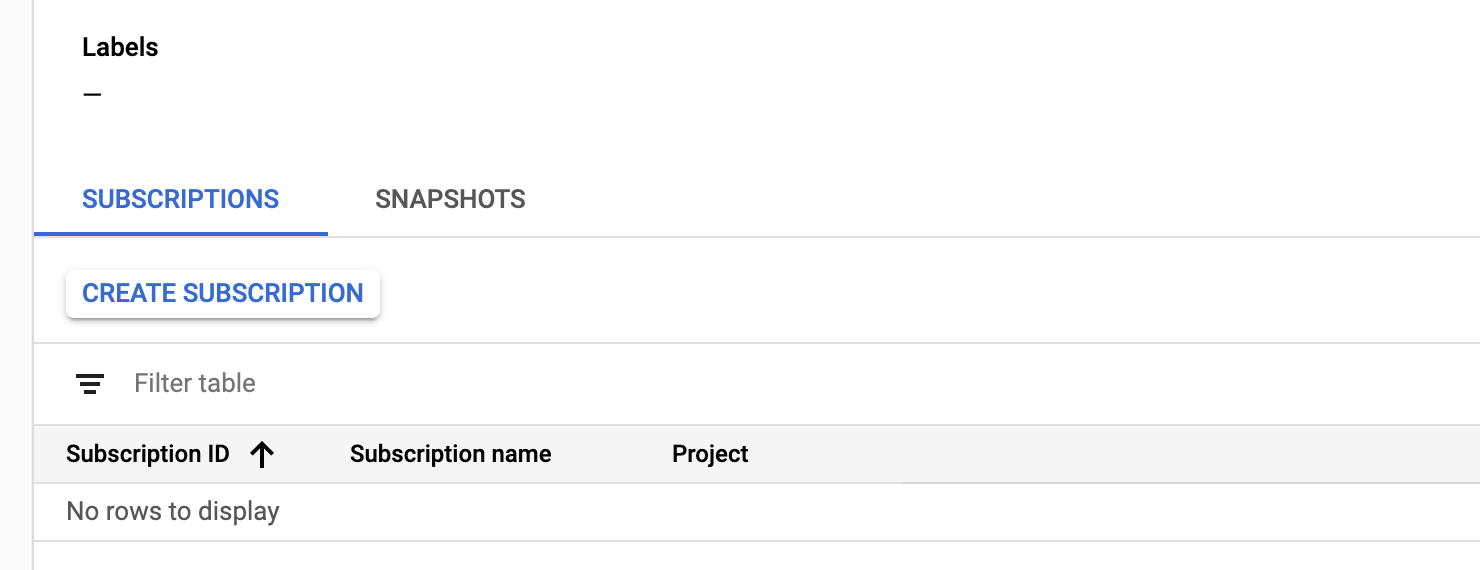 Labels
—
SUBSCRIPTIONS SNAPSHOTS
CREATE SUBSCRIPTION
Filter table
Subscription ID Subscription name Project
No rows to display